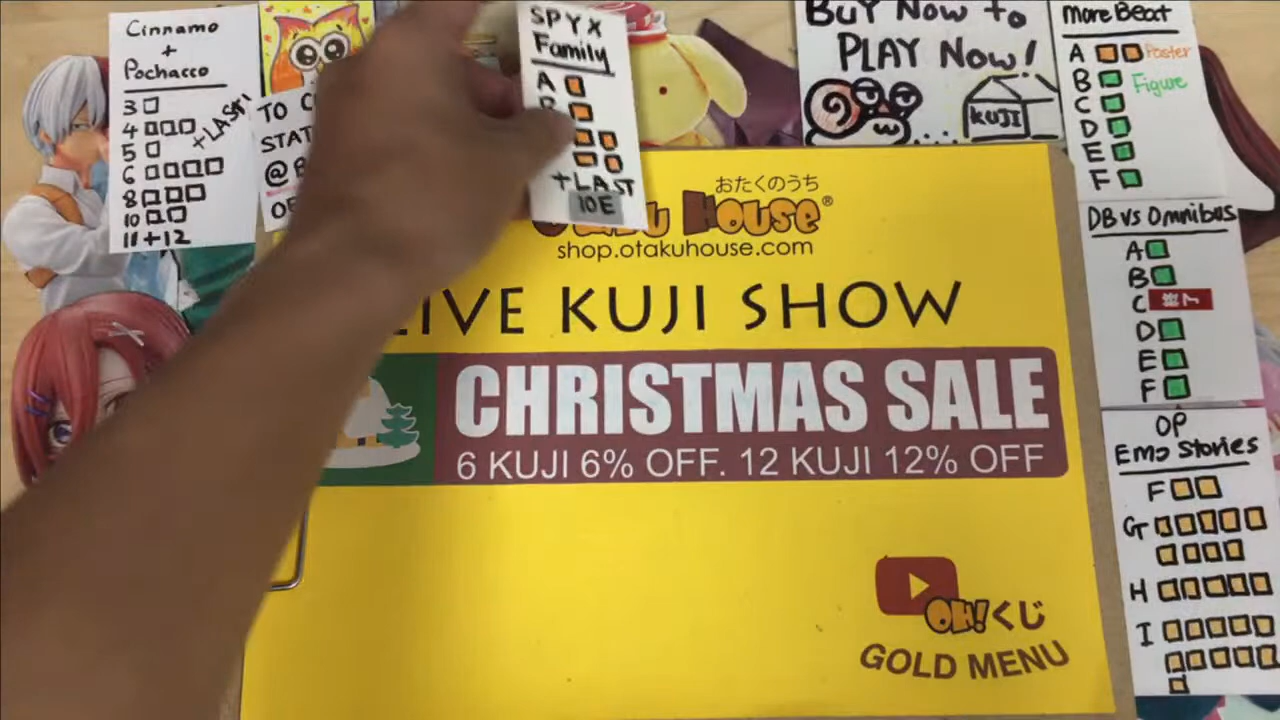 Cinnamo
+
Pochacco
3
4
5
+LAST!
6
8
10
11+12
STAT
SPYX
Family
A
+LAST
10E
BUY NOW to
PLAY NOW!
KUJI
More Beat
A Poster
B Figure
C
D
E
F
DB VS Omnibus
A
B
C
D
E
F
OP
Emo Stories
F
G
H
I
おたくのうち
House®
shop.otakuhouse.com
LIVE KUJI SHOW
CHRISTMAS SALE
6 KUJI 6% OFF. 12 KUJI 12% OFF
OH!くじ
GOLD MENU